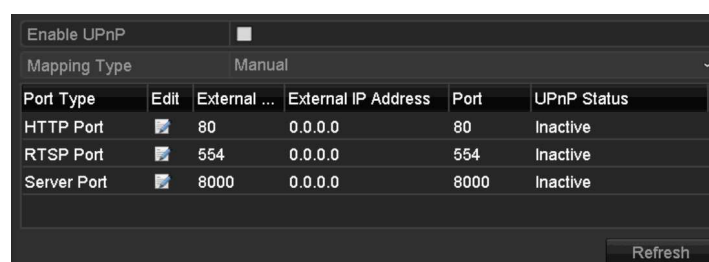 Enable UPnP
Mapping Type Manual
Port Type Edit External ... External IP Address Port UPnP Status
HTTP Port 80 0.0.0.0 80 Inactive
RTSP Port 554 0.0.0.0 554 Inactive
Server Port 8000 0.0.0.0 8000 Inactive
Refresh